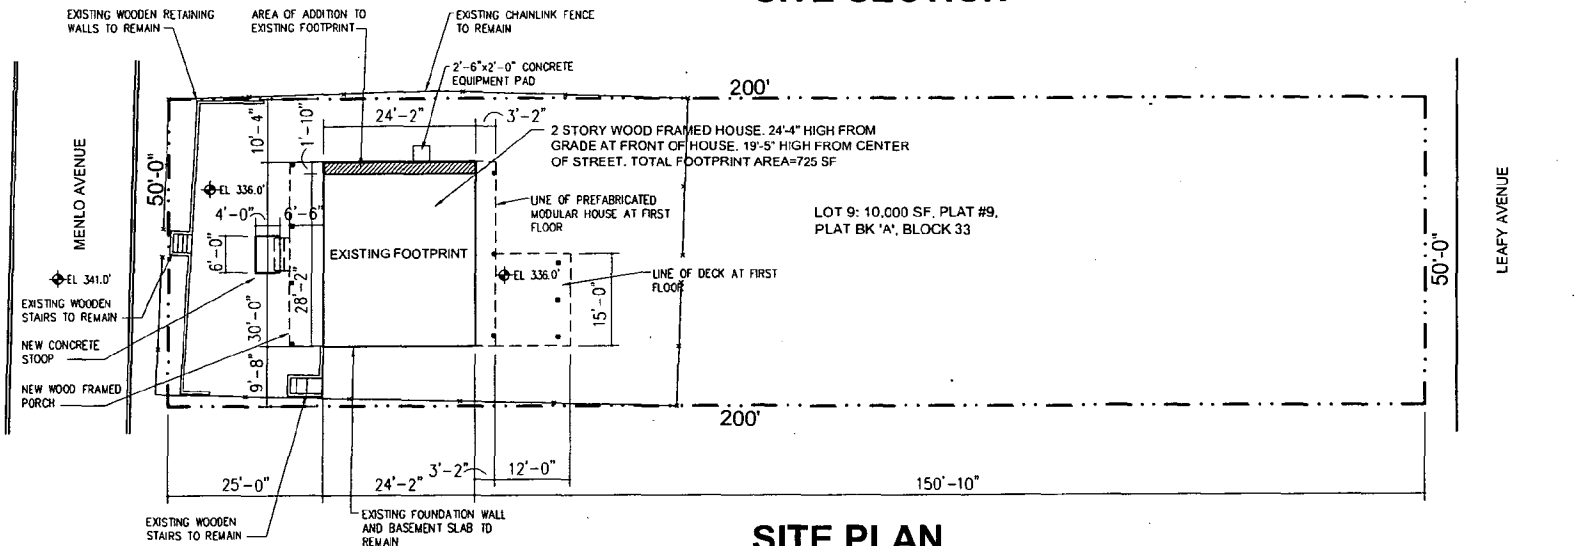 SITE SECTION
EXISTING WOODEN RETAINING
WALLS TO REMAIN
AREA OF ADDITION TO
EXISTING FOOTPRINT
EXISTING CHAINLINK FENCE
TO REMAIN
2'-6"x2'-0" CONCRETE
EQUIPMENT PAD
200'
24'-2"
3'-2"
10'-4"
1'-10"
2 STORY WOOD FRAMED HOUSE. 24'-4" HIGH FROM
GRADE AT FRONT OF HOUSE. 19'-5" HIGH FROM CENTER
OF STREET. TOTAL FOOTPRINT AREA=725 SF
MENLO AVENUE
50'-0"
EL 336.0'
4'-0"
6'-6"
6'-0"
LINE OF PREFABRICATED
MODULAR HOUSE AT FIRST
FLOOR
LOT 9: 10,000 SF, PLAT #9,
PLAT BK 'A', BLOCK 33
LEAFY AVENUE
50'-0"
EXISTING FOOTPRINT
EL 341.0'
EL 336.0'
LINE OF DECK AT FIRST
FLOOR
EXISTING WOODEN
STAIRS TO REMAIN
28'-2"
30'-0"
15'-0"
NEW CONCRETE
STOOP
9'-8"
NEW WOOD FRAMED
PORCH
200'
25'-0"
24'-2"
3'-2"
12'-0"
150'-10"
EXISTING WOODEN
STAIRS TO REMAIN
EXISTING FOUNDATION WALL
AND BASEMENT SLAB TO
REMAIN
SITE PLAN